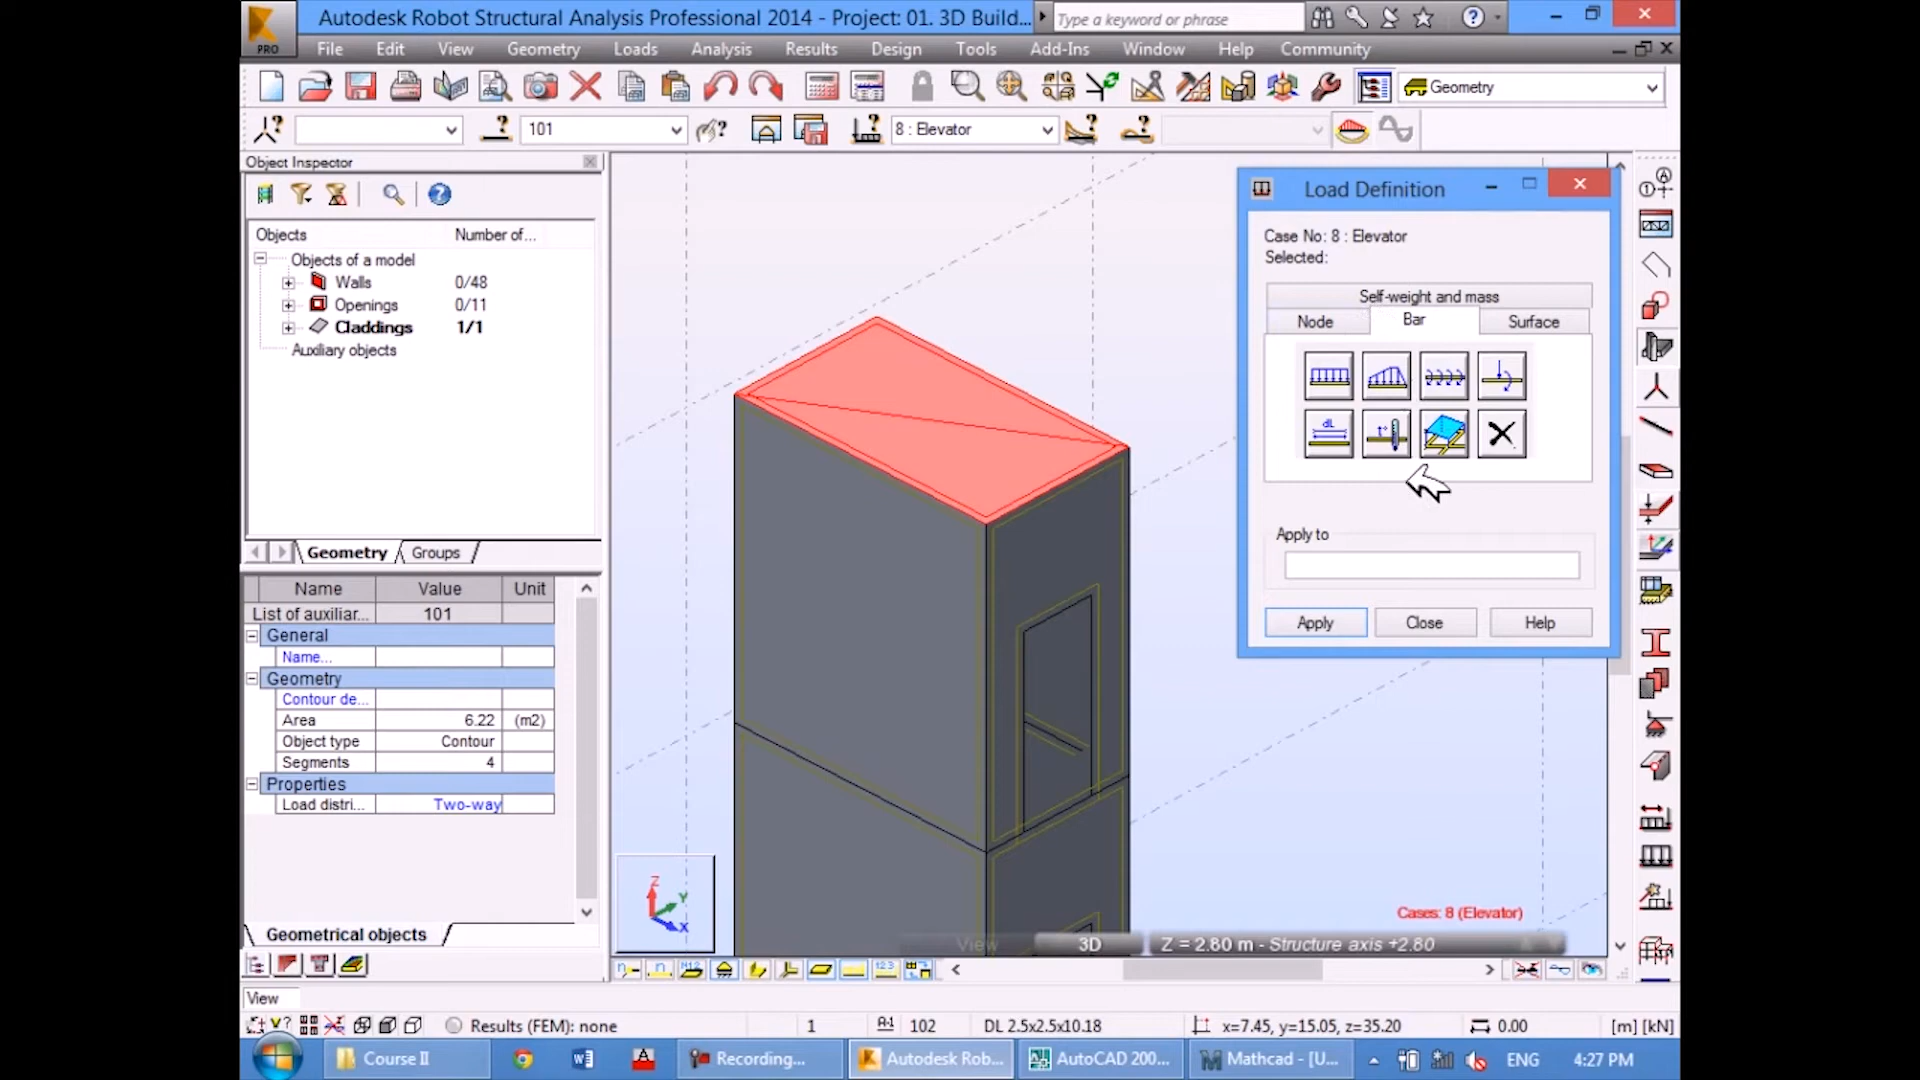 Autodesk Robot Structural Analysis Professional 2014 - Project: 01. 3D Build...
Type a keyword or phrase
PRO
File Edit View Geometry Loads Analysis Results Design Tools Add-Ins Window Help Community
Geometry
101
8 : Elevator
Object Inspector
Objects Number of...
Objects of a model
Walls 0/48
Openings 0/11
Claddings 1/1
Auxiliary objects
Geometry Groups
Name Value Unit
List of auxiliar... 101
General
Name...
Geometry
Contour de...
Area 6.22 (m2)
Object type Contour
Segments 4
Properties
Load distri... Two-way
Geometrical objects
Load Definition
Case No: 8 : Elevator
Selected:
Self-weight and mass
Node Bar Surface
dL
t°
Apply to
Apply Close Help
Z
Y
X
Cases: 8 (Elevator)
View 3D Z = 2.80 m - Structure axis +2.80
View
Results (FEM): none 1 102 DL 2.5x2.5x10.18 x=7.45, y=15.05, z=35.20 0.00 [m] [kN]
Course II
Recording...
Autodesk Rob...
AutoCAD 200...
Mathcad - [U...
ENG 4:27 PM